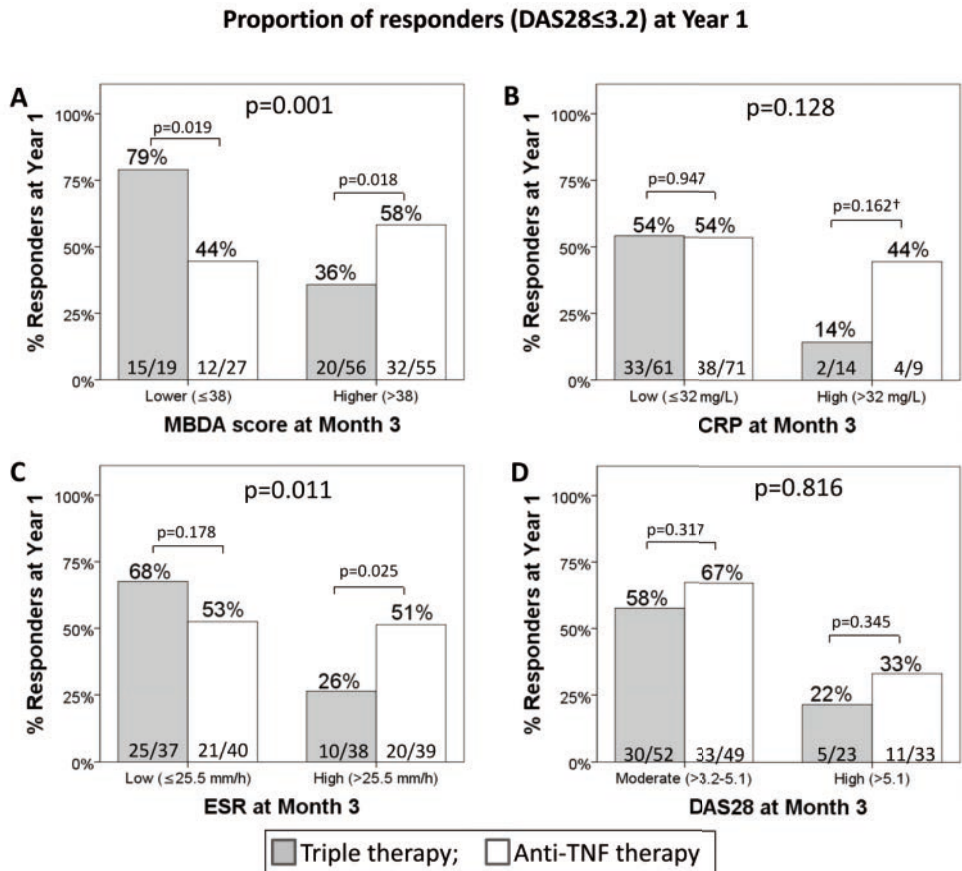 Proportion of responders (DAS28≤3.2) at Year 1
A
p=0.001
p=0.019
79%
44%
p=0.018
58%
36%
100%
75%
50%
25%
0%
% Responders at Year 1
15/19 12/27 20/56 32/55
Lower (≤38) Higher (>38)
MBDA score at Month 3
B
p=0.128
p=0.947
54% 54%
p=0.162†
44%
14%
100%
75%
50%
25%
0%
% Responders at Year 1
33/61 38/71 2/14 4/9
Low (≤32 mg/L) High (>32 mg/L)
CRP at Month 3
C
p=0.011
p=0.178
68%
53%
p=0.025
51%
26%
100%
75%
50%
25%
0%
% Responders at Year 1
25/37 21/40 10/38 20/39
Low (≤25.5 mm/h) High (>25.5 mm/h)
ESR at Month 3
D
p=0.816
p=0.317
67%
58%
p=0.345
33%
22%
100%
75%
50%
25%
0%
% Responders at Year 1
30/52 33/49 5/23 11/33
Moderate (>3.2-5.1) High (>5.1)
DAS28 at Month 3
Triple therapy; Anti-TNF therapy